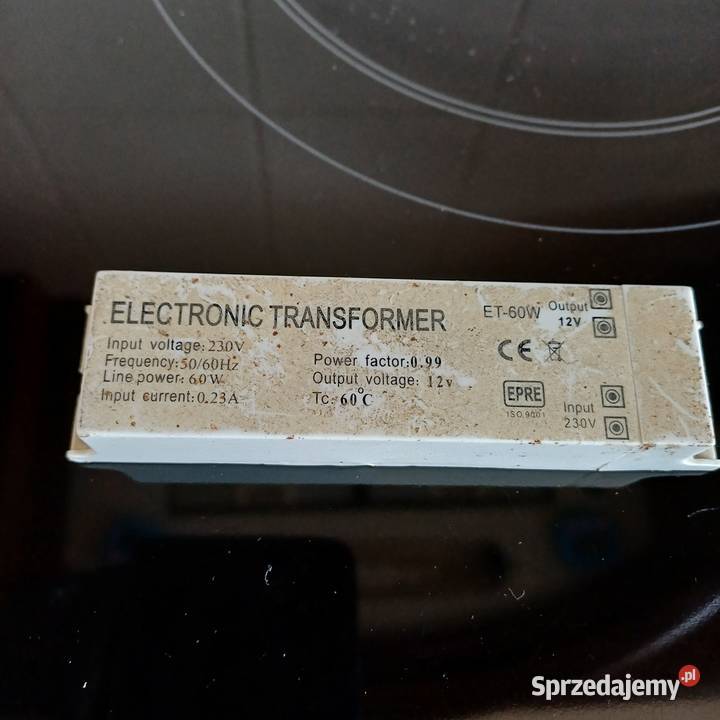 ELECTRONIC TRANSFORMER
Input voltage: 230V
Frequency: 50/60Hz
Line power: 60W
Input current: 0.23A
Power factor: 0.99
Output voltage: 12v
Tc: 60°C
ET-60W
Output
12V
CE
EPRE
ISO 9001
Input
230V
Sprzedajemy.pl